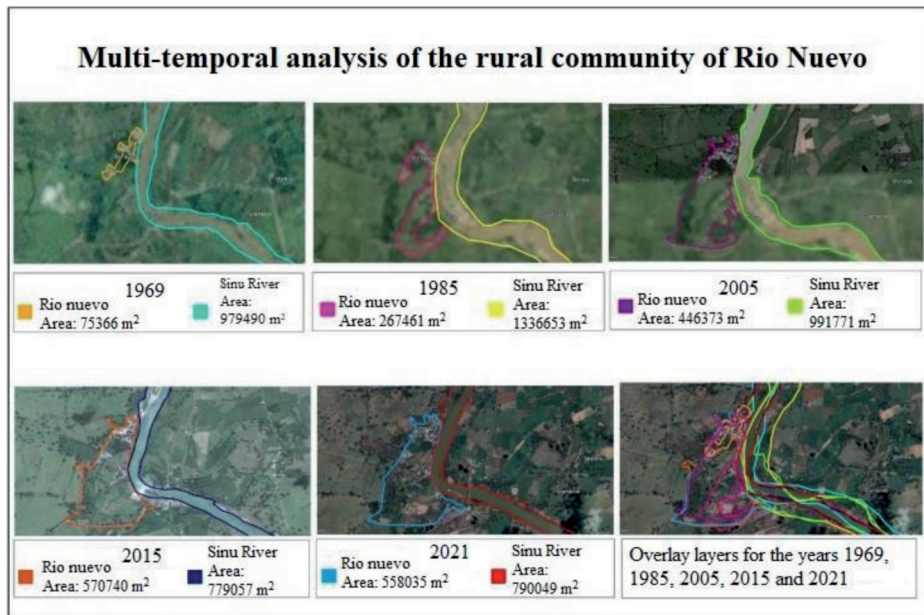 Multi-temporal analysis of the rural community of Rio Nuevo
1969
Rio nuevo
Area: 75366 m²
Sinu River
Area:
979490 m²
1985
Rio nuevo
Area: 267461 m²
Sinu River
Area:
1336653 m²
2005
Rio nuevo
Area: 446373 m²
Sinu River
Area:
991771 m²
2015
Rio nuevo
Area: 570740 m²
Sinu River
Area:
779057 m²
2021
Rio nuevo
Area: 558035 m²
Sinu River
Area:
790049 m²
Overlay layers for the years 1969,
1985, 2005, 2015 and 2021